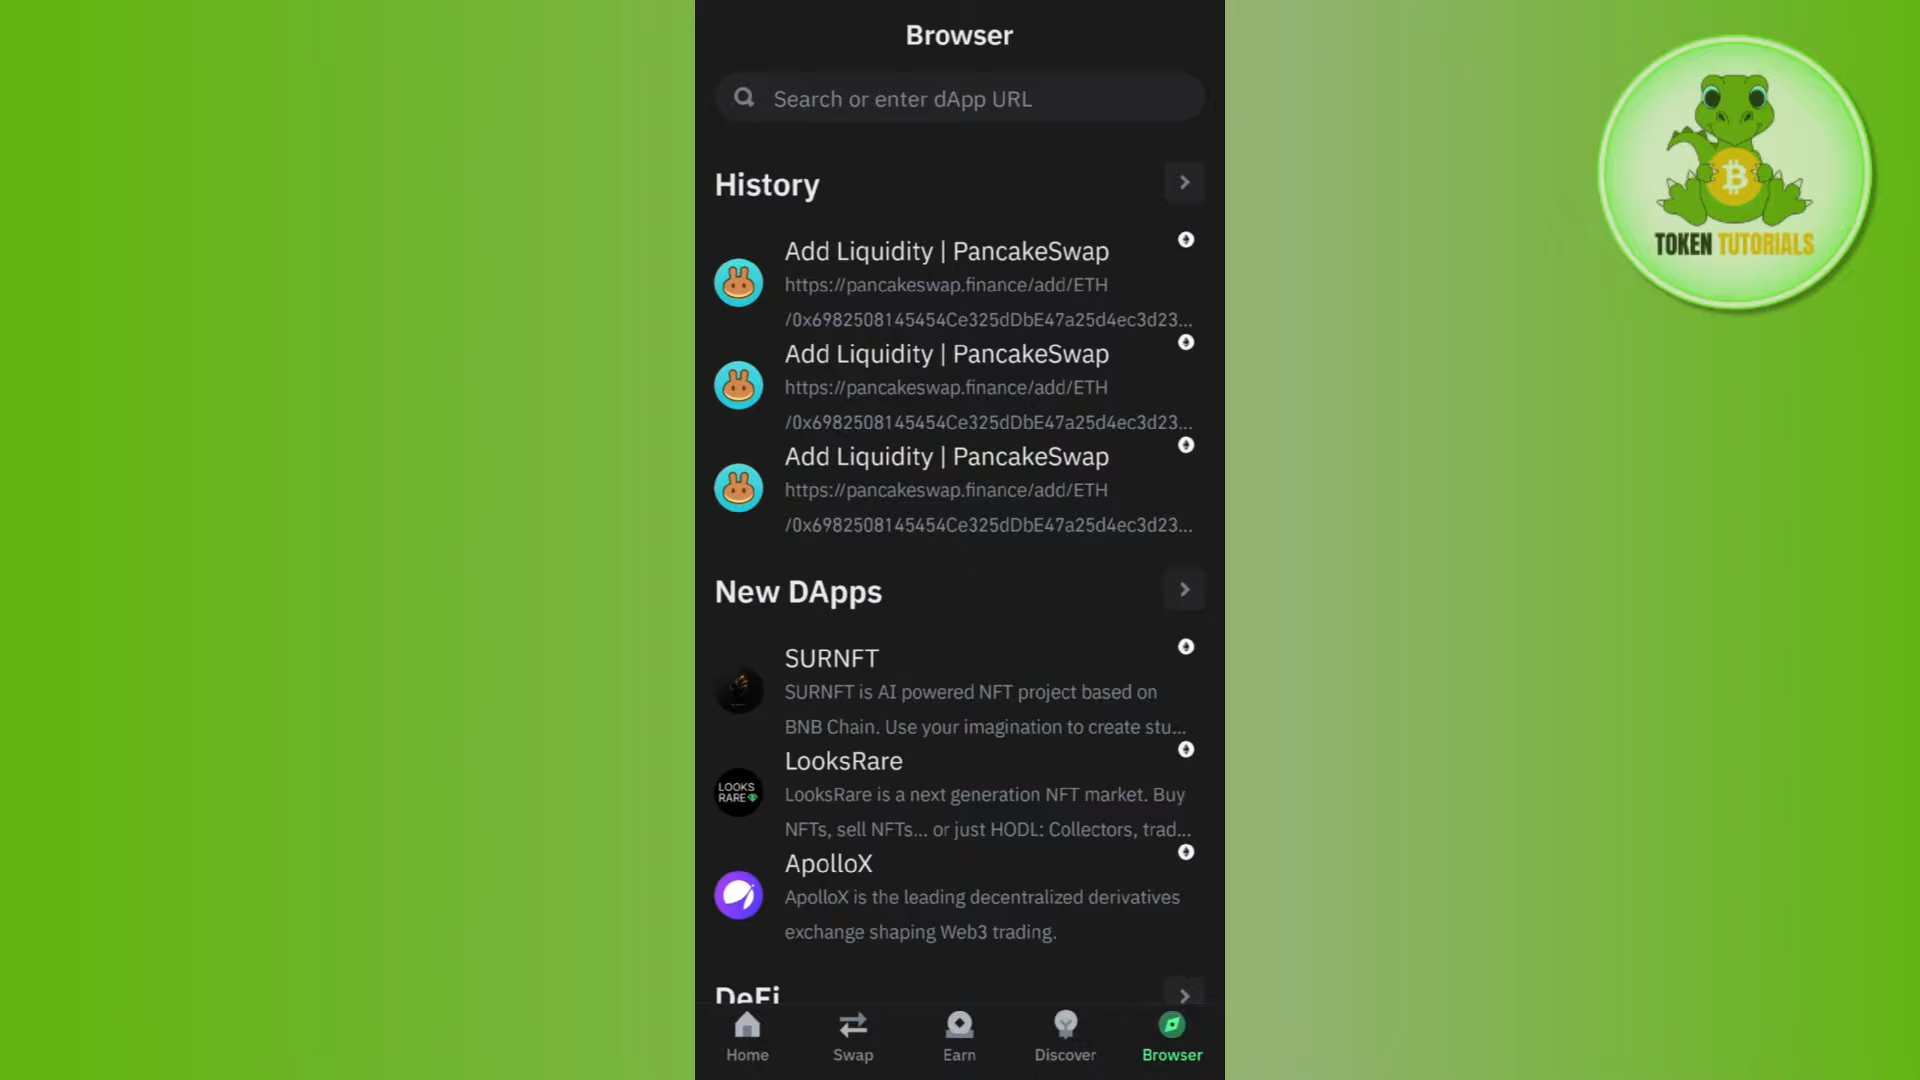 Browser
Search or enter dApp URL
History
Add Liquidity | PancakeSwap
https://pancakeswap.finance/add/ETH
/0x6982508145454Ce325dDbE47a25d4ec3d23...
Add Liquidity | PancakeSwap
https://pancakeswap.finance/add/ETH
/0x6982508145454Ce325dDbE47a25d4ec3d23...
Add Liquidity | PancakeSwap
https://pancakeswap.finance/add/ETH
/0x6982508145454Ce325dDbE47a25d4ec3d23...
New DApps
SURNFT
SURNFT is AI powered NFT project based on
BNB Chain. Use your imagination to create stu...
LOOKS
RARE
LooksRare
LooksRare is a next generation NFT market. Buy
NFTs, sell NFTs... or just HODL: Collectors, trad...
ApolloX
ApolloX is the leading decentralized derivatives
exchange shaping Web3 trading.
DeFi
Home
Swap
Earn
Discover
Browser
TOKEN TUTORIALS